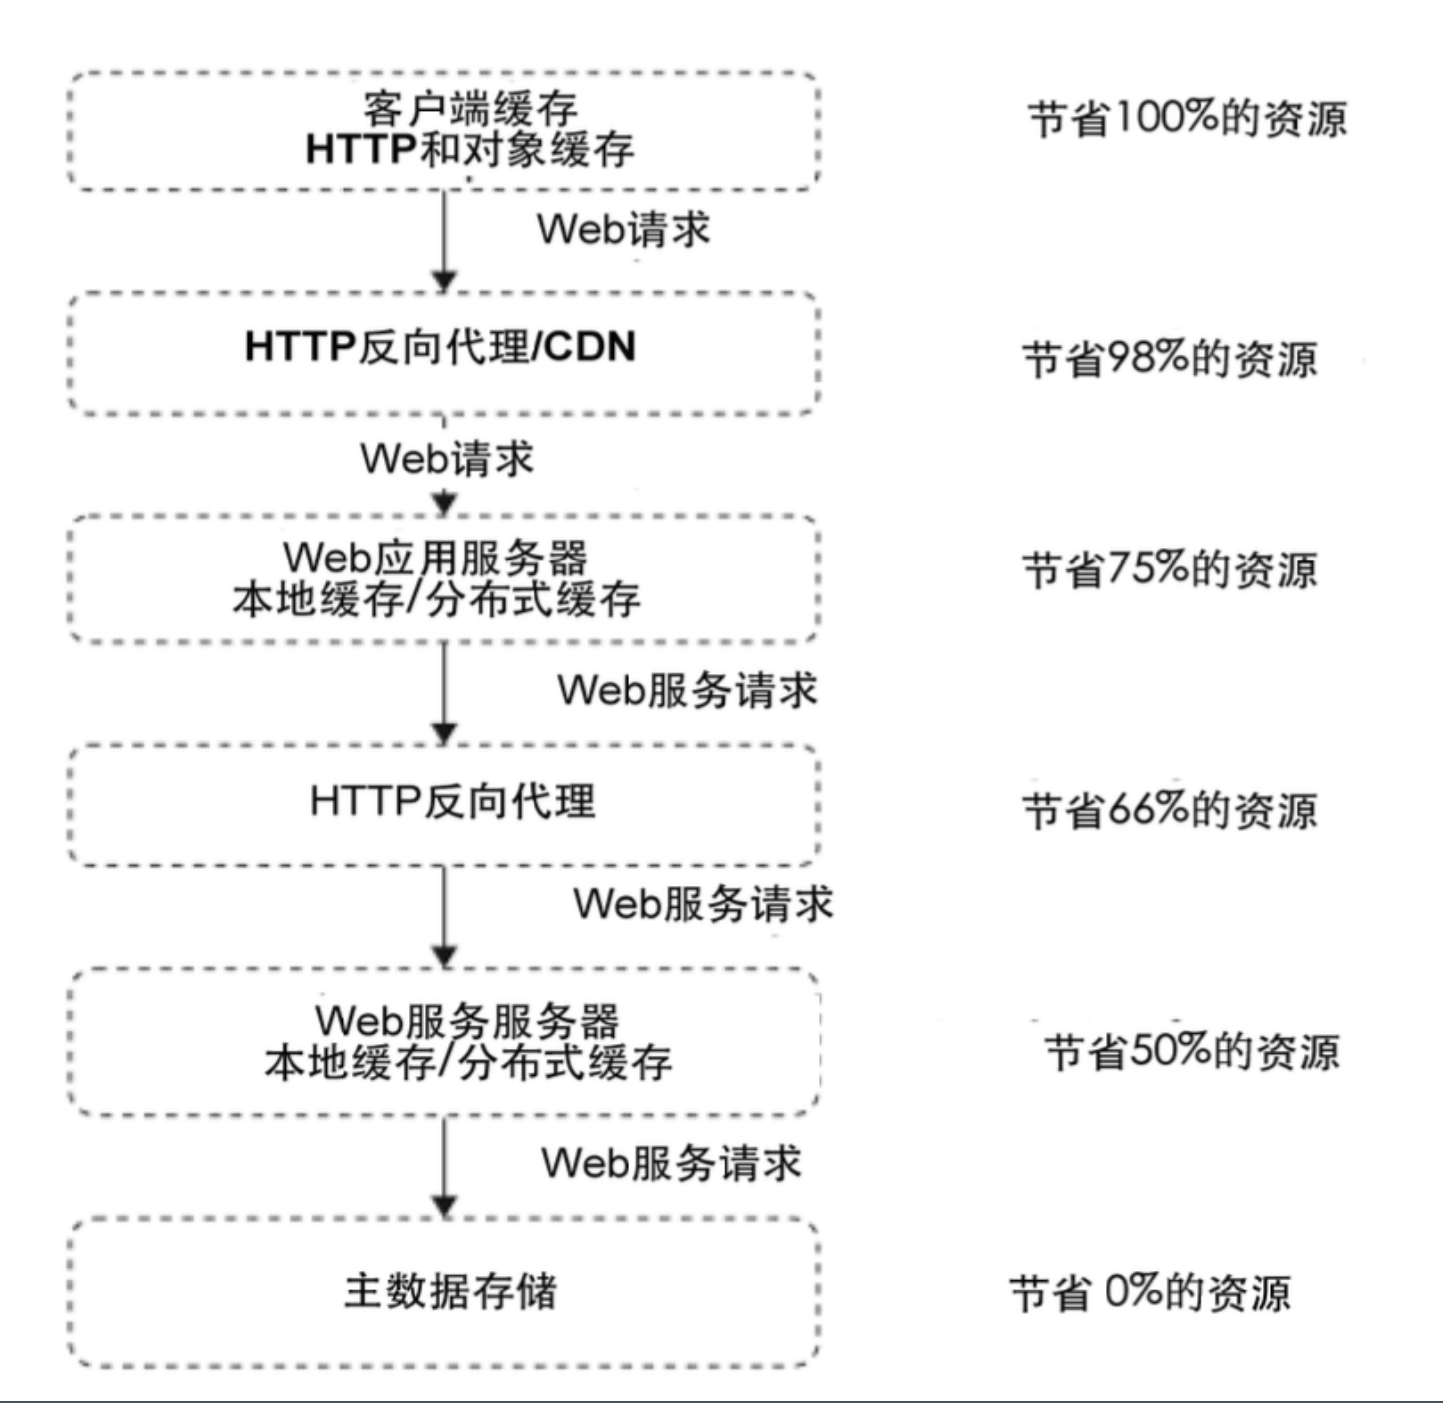 客户端缓存
HTTP和对象缓存
节省100%的资源
Web请求
HTTP反向代理/CDN
节省98%的资源
Web请求
Web应用服务器
本地缓存/分布式缓存
节省75%的资源
Web服务请求
HTTP反向代理
节省66%的资源
Web服务请求
Web服务服务器
本地缓存/分布式缓存
节省50%的资源
Web服务请求
主数据存储
节省 0%的资源